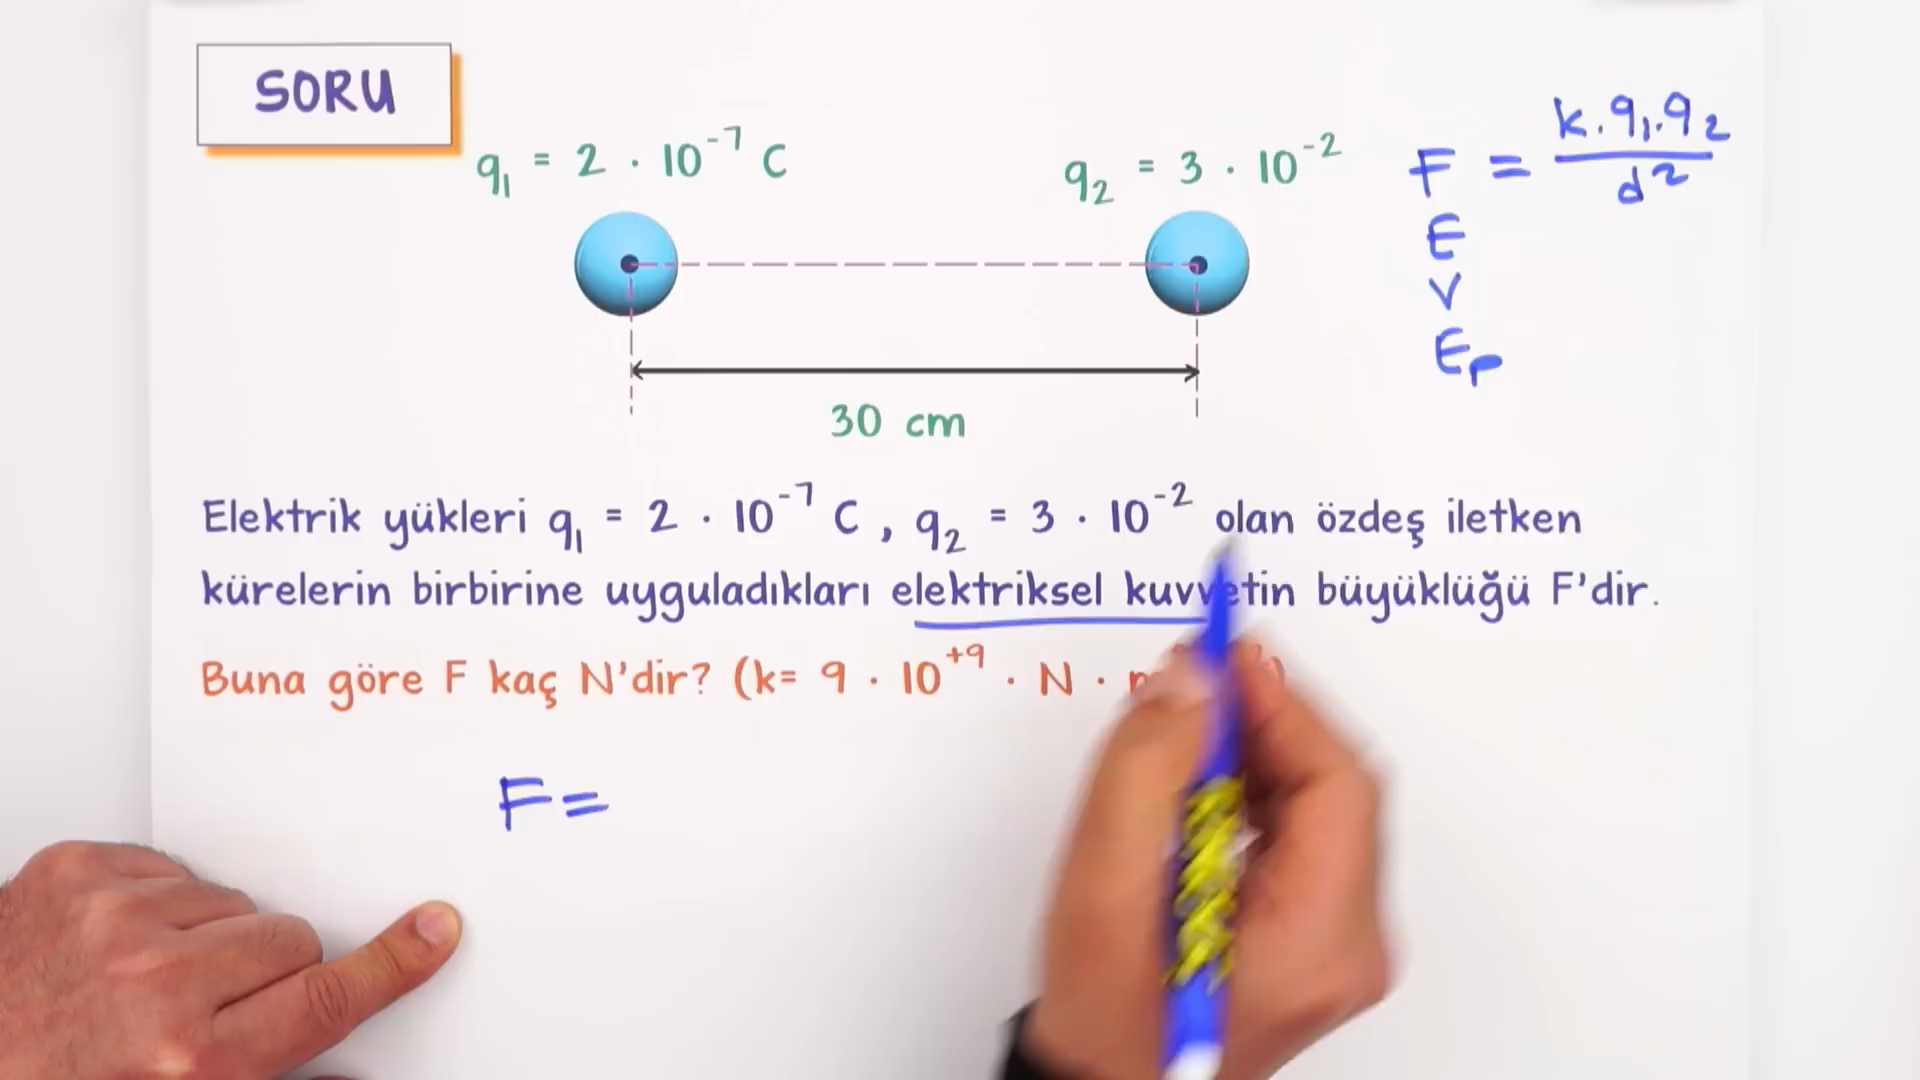 SORU
q₁ = 2 · 10⁻⁷ C
q₂ = 3 · 10⁻²
F = k.q₁.q₂ / d²
E
V
Eₚ
30 cm
Elektrik yükleri q₁ = 2 · 10⁻⁷ C, q₂ = 3 · 10⁻² olan özdeş iletken
kürelerin birbirine uyguladıkları elektriksel kuvvetin büyüklüğü F'dir.
Buna göre F kaç N'dir? (k= 9 · 10⁺⁹ · N ·
F=